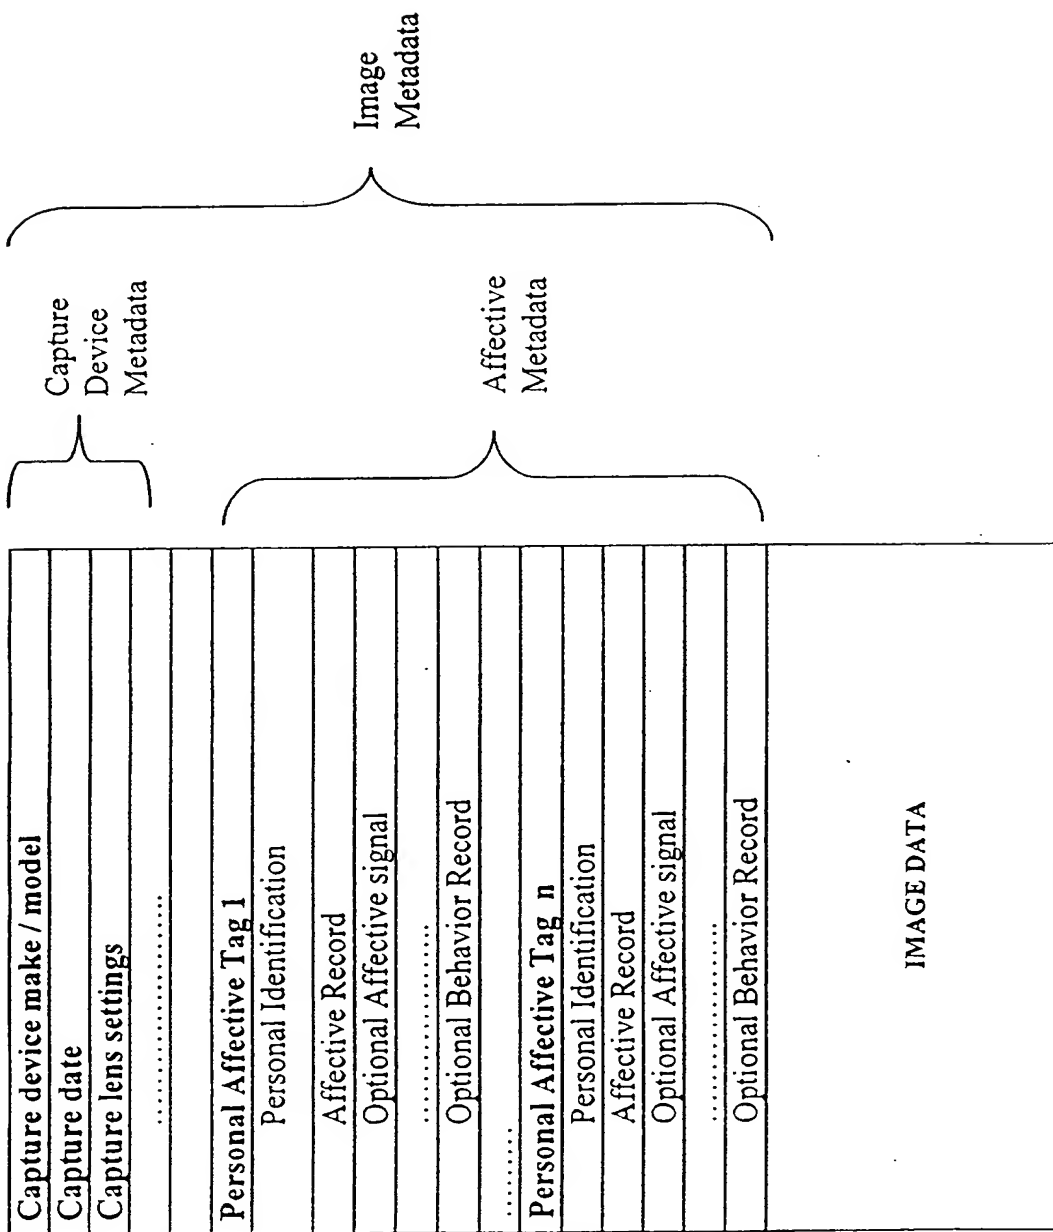 Capture device make / model
Capture date
Capture lens settings
.....................
Personal Affective Tag 1
Personal Identification
Affective Record
Optional Affective signal
.....................
Optional Behavior Record
.........
Personal Affective Tag n
Personal Identification
Affective Record
Optional Affective signal
.....................
Optional Behavior Record
IMAGE DATA
Capture
Device
Metadata
Affective
Metadata
Image
Metadata